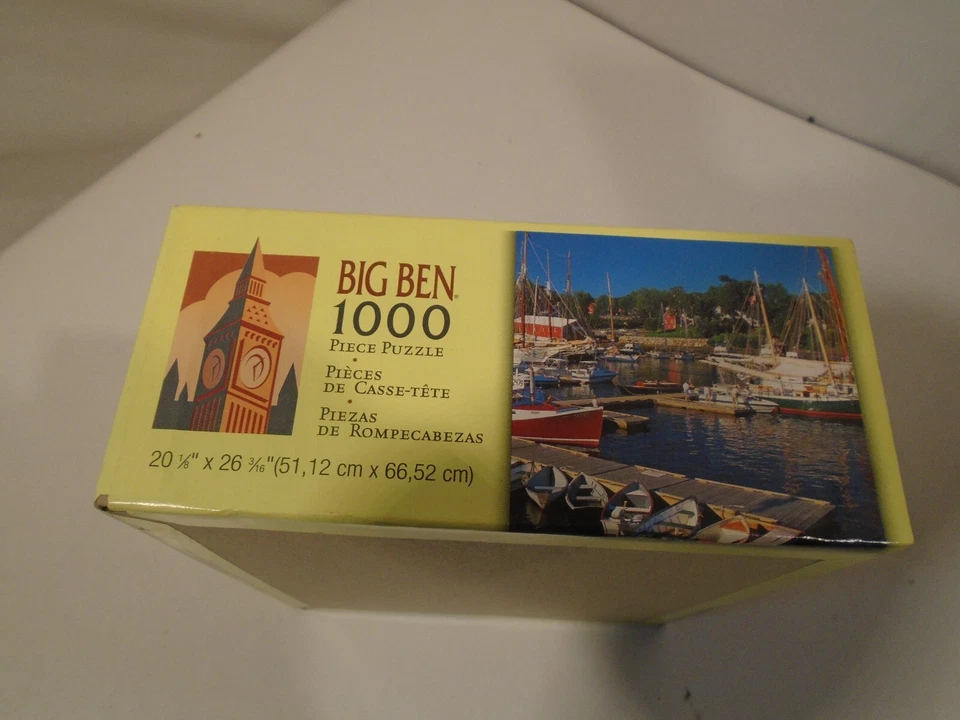 BIG BEN®
1000
PIECE PUZZLE
•
PIÈCES
DE CASSE-TÊTE
•
PIEZAS
DE ROMPECABEZAS
20 ⅛" x 26 3⁄16"(51,12 cm x 66,52 cm)